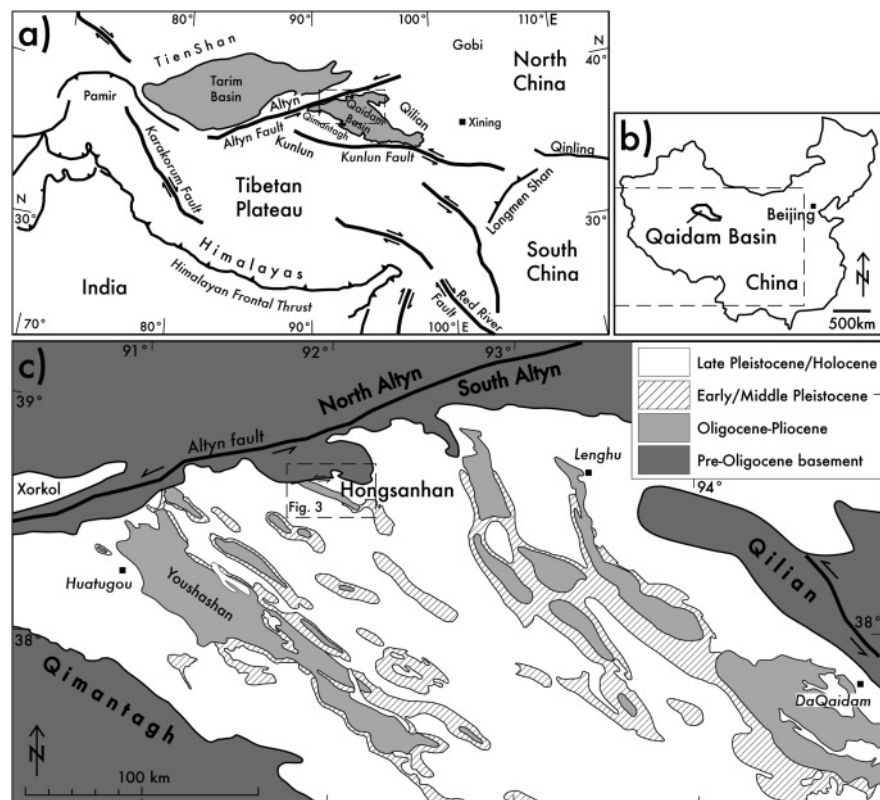 a)
80°
90°
100°
110°E
N
40°
TienShan
Gobi
North
China
Tarim
Basin
Pamir
Altyn
Qaidam
Basin
Qilian
Xining
Altyn Fault
Qimantagh
Kunlun
Kunlun Fault
Qinling
Karakorum Fault
Tibetan
Plateau
Longmen Shan
N
30°
30°
Himalayas
Himalayan Frontal Thrust
India
South
China
Red River
Fault
70°
80°
90°
100°E
b)
Beijing
Qaidam Basin
China
N
500km
c)
91°
92°
93°
39°
North Altyn
South Altyn
Altyn fault
Late Pleistocene/Holocene
Early/Middle Pleistocene
Oligocene-Pliocene
Pre-Oligocene basement
Xorkol
Hongsanhan
Fig. 3
Lenghu
94°
Huatugou
Youshashan
Qilian
38°
38°
Qimantagh
DaQaidam
N
100 km